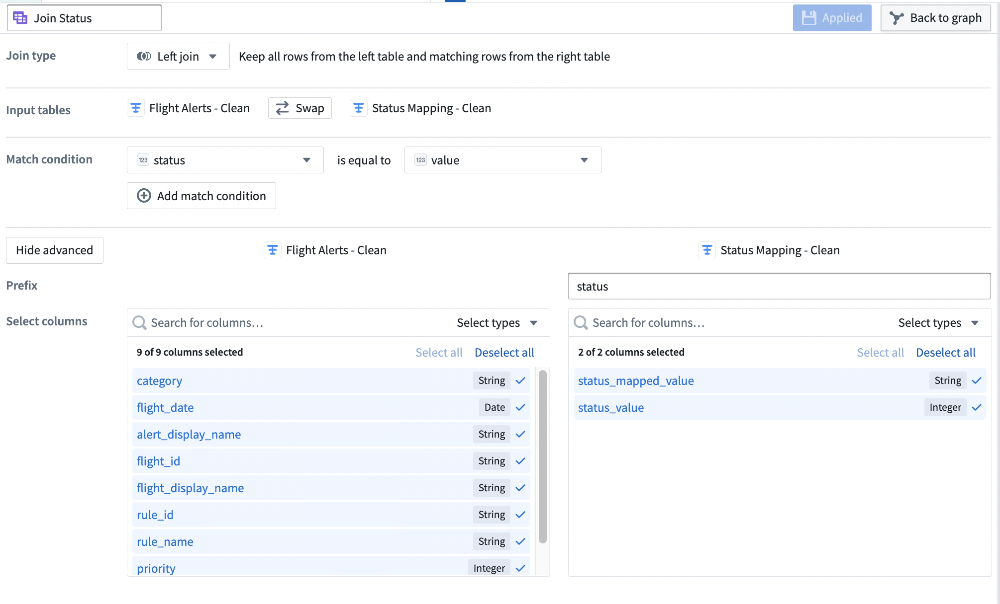 Join Status
Applied
Back to graph
Join type
Left join
Keep all rows from the left table and matching rows from the right table
Input tables
Flight Alerts - Clean
Swap
Status Mapping - Clean
Match condition
123 status
is equal to
123 value
Add match condition
Hide advanced
Flight Alerts - Clean
Status Mapping - Clean
Prefix
status
Select columns
Search for columns…
Select types
Search for columns…
Select types
9 of 9 columns selected
Select all
Deselect all
2 of 2 columns selected
Select all
Deselect all
category String
flight_date Date
alert_display_name String
flight_id String
flight_display_name String
rule_id String
rule_name String
priority Integer
status_mapped_value String
status_value Integer